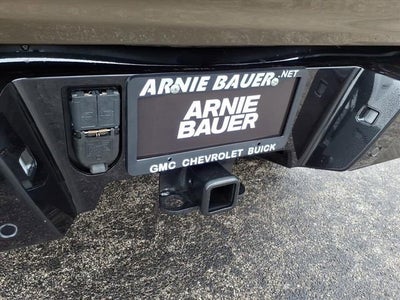 ARNIE BAUER.NET
ARNIE
BAUER
GMC CHEVROLET BUICK